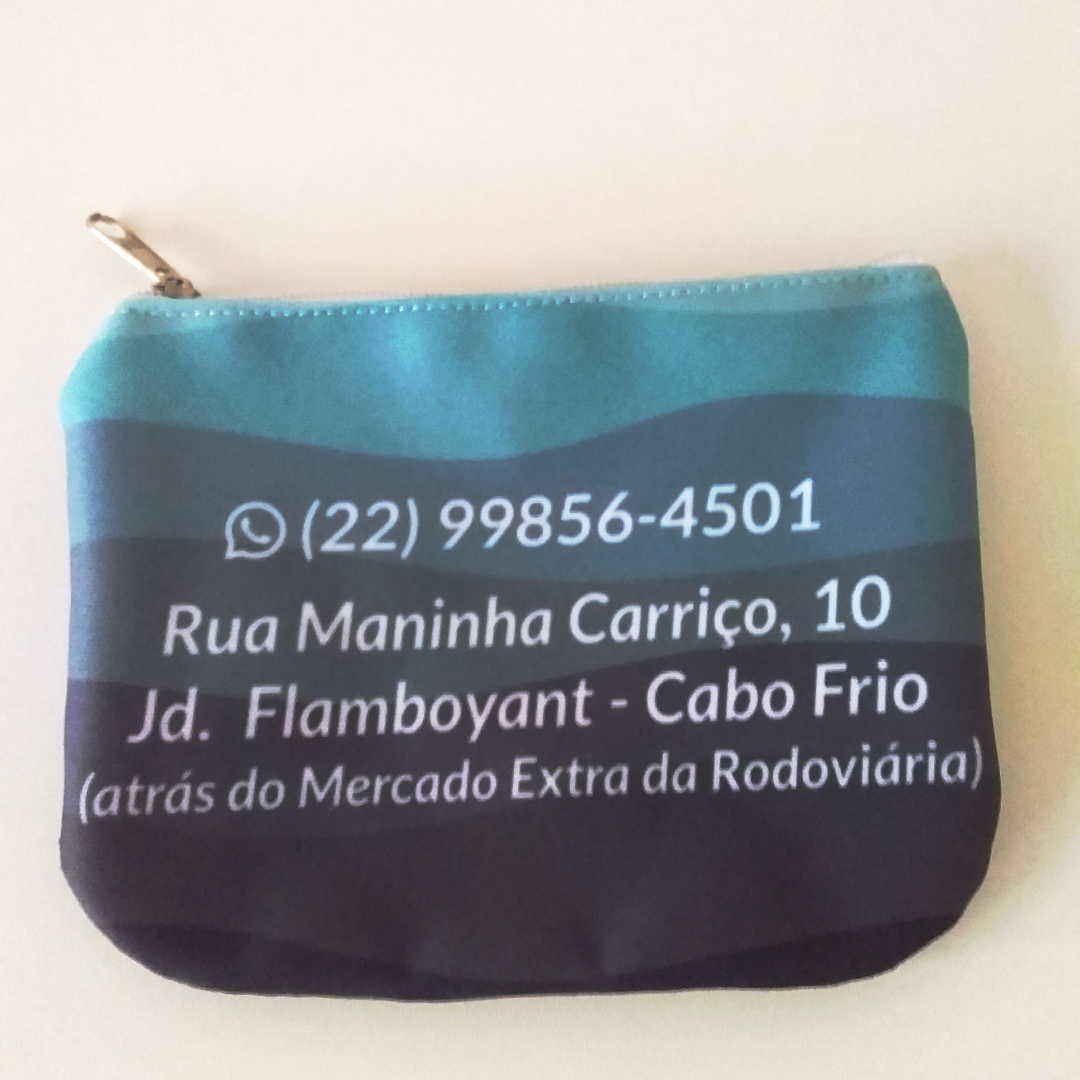 (22) 99856-4501
Rua Maninha Carriço, 10
Jd. Flamboyant - Cabo Frio
(atrás do Mercado Extra da Rodoviária)